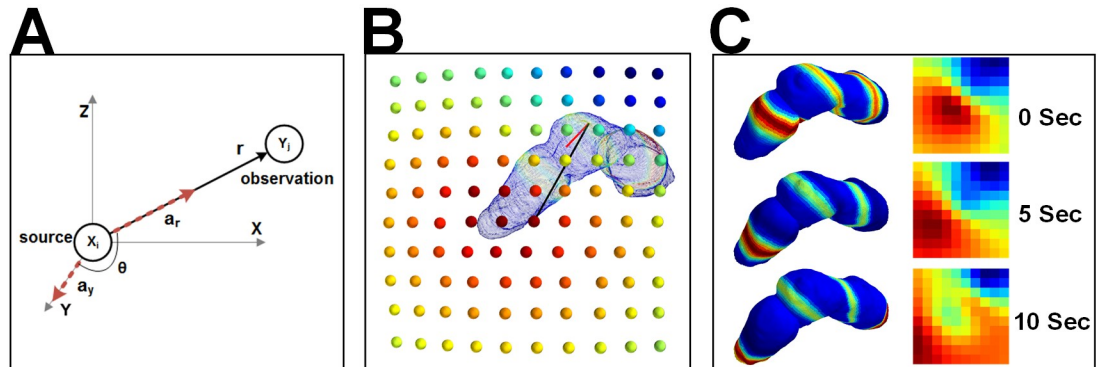 A
B
C
Z
Yj
r
observation
ar
X
source
Xi
θ
ay
Y
0 Sec
5 Sec
10 Sec